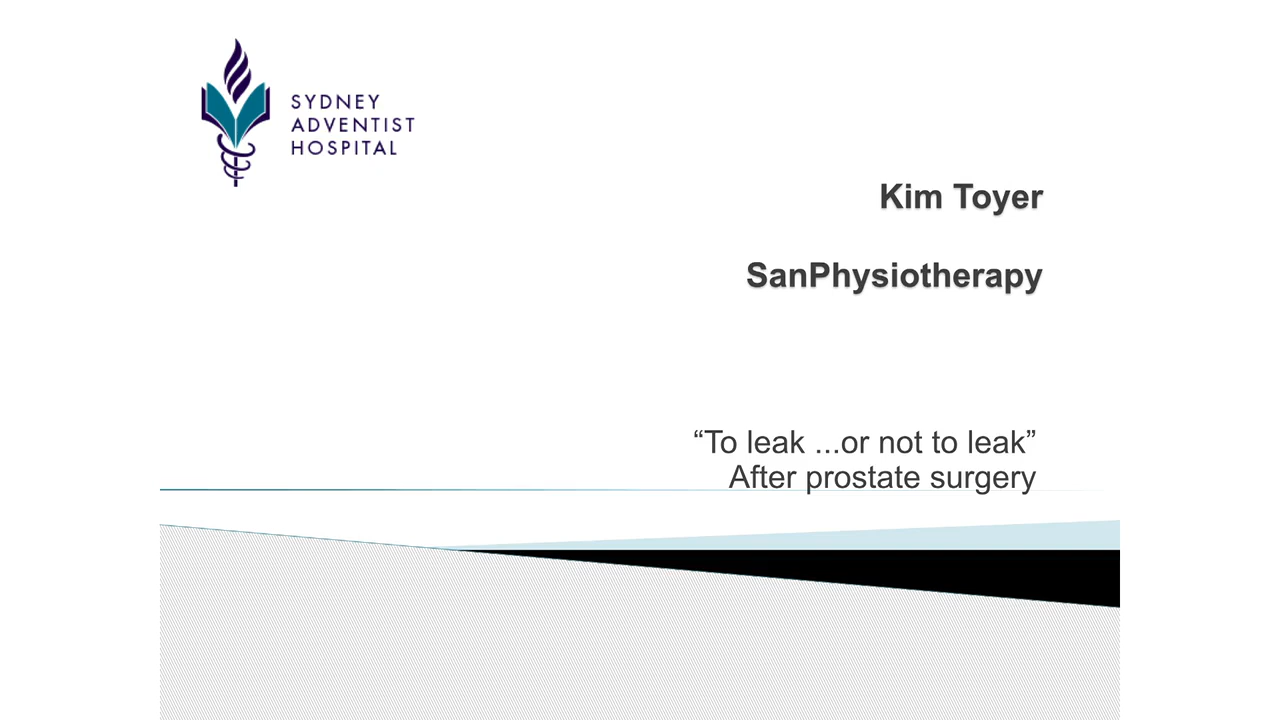 SYDNEY
ADVENTIST
HOSPITAL
Kim Toyer
SanPhysiotherapy
“To leak ...or not to leak”
After prostate surgery